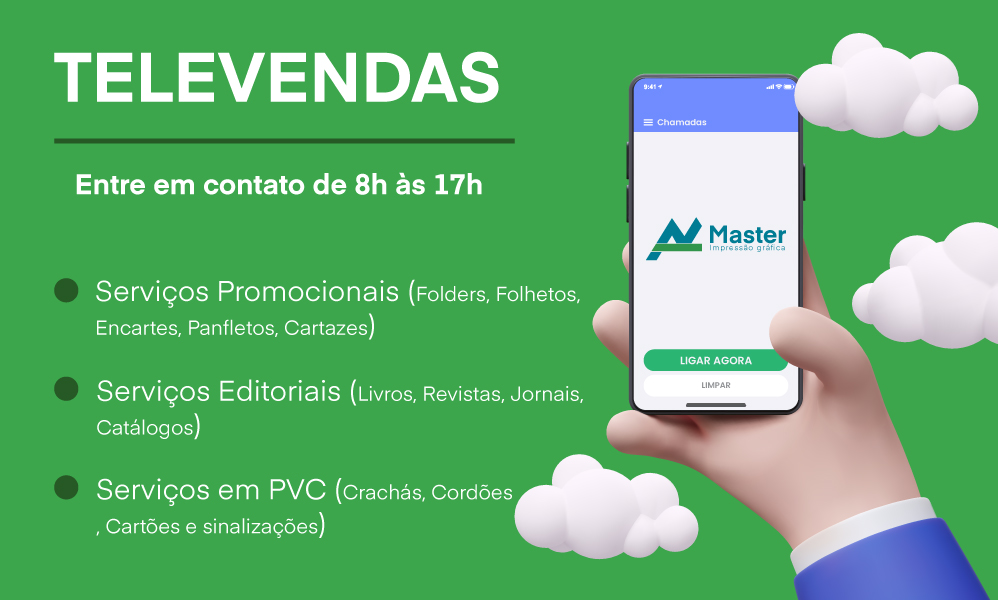 TELEVENDAS
Entre em contato de 8h às 17h
Serviços Promocionais (Folders, Folhetos,
Encartes, Panfletos, Cartazes)
Serviços Editoriais (Livros, Revistas, Jornais,
Catálogos)
Serviços em PVC (Crachás, Cordões
, Cartões e sinalizações)
9:41
Chamadas
Master
impressão gráfica
LIGAR AGORA
LIMPAR